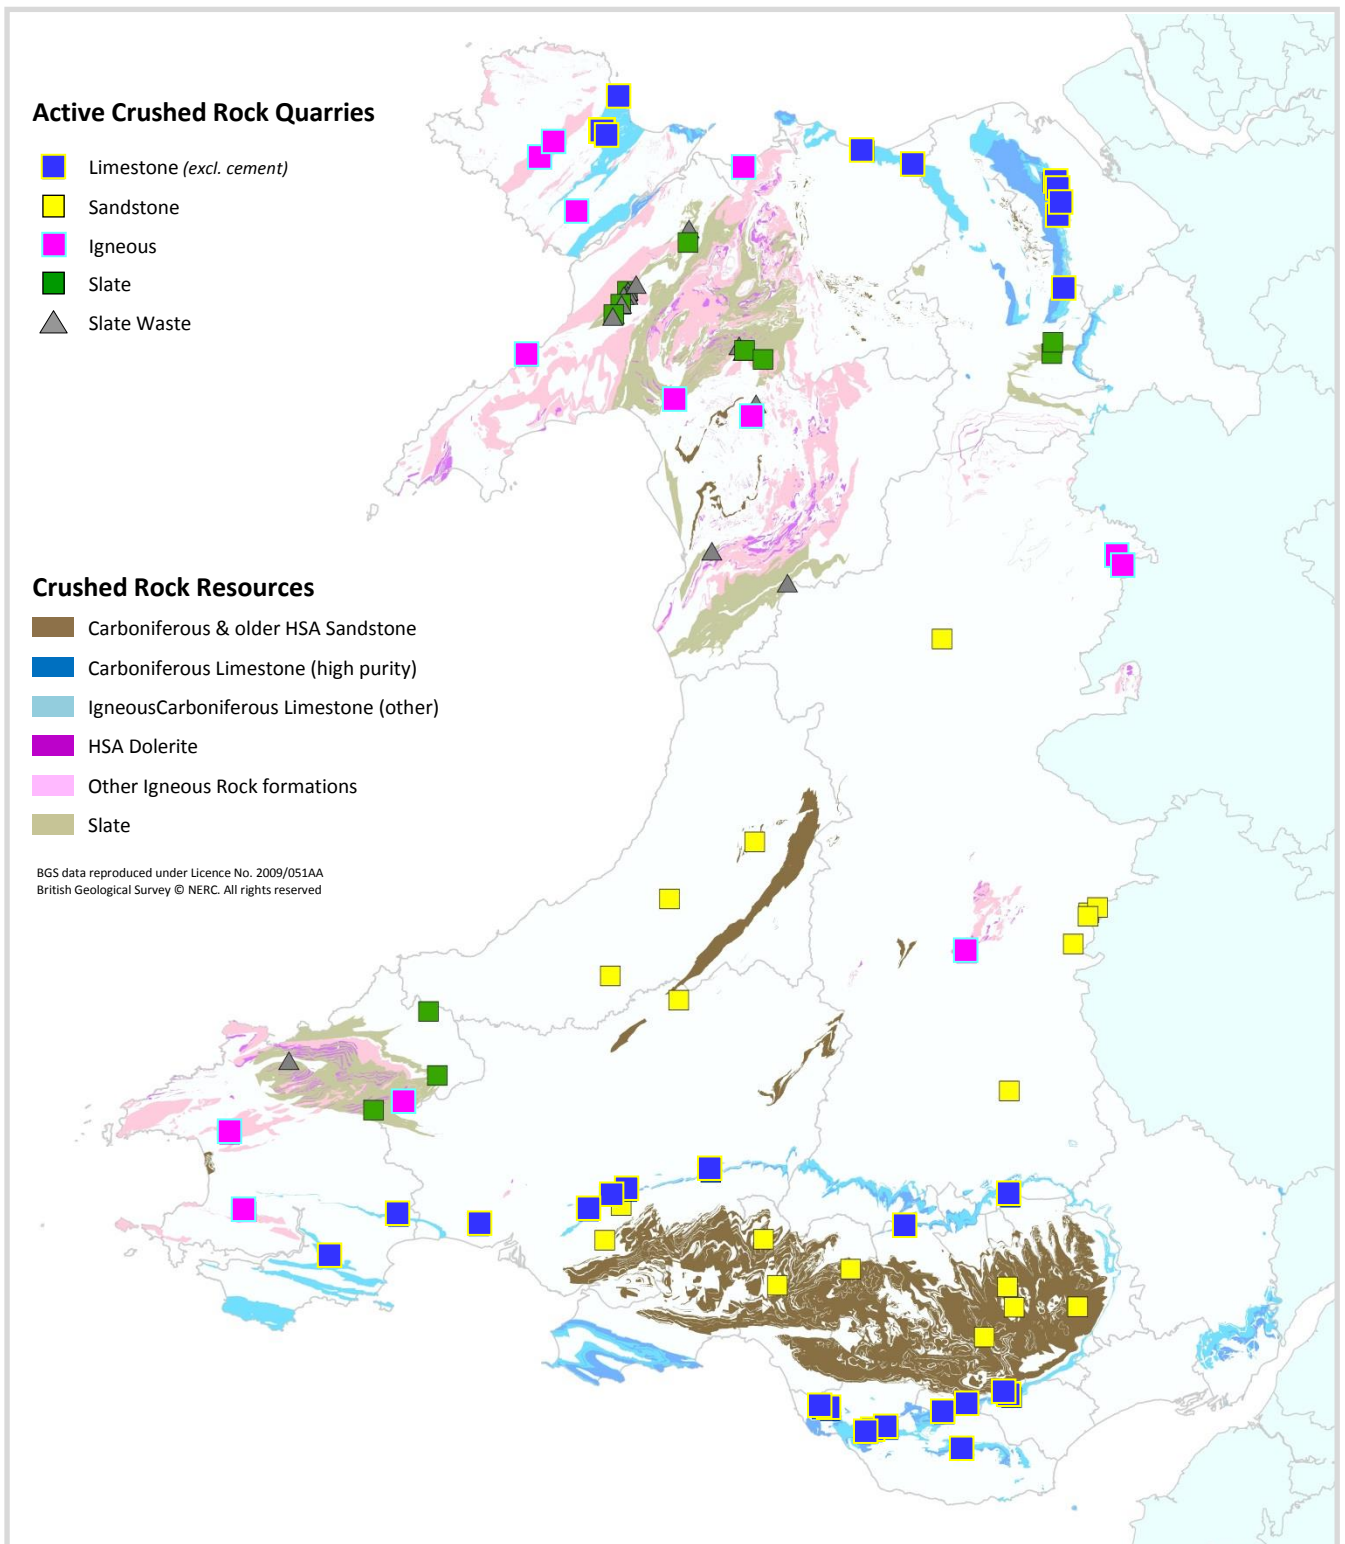 Active Crushed Rock Quarries
Limestone (excl. cement)
Sandstone
Igneous
Slate
Slate Waste
Crushed Rock Resources
Carboniferous & older HSA Sandstone
Carboniferous Limestone (high purity)
IgneousCarboniferous Limestone (other)
HSA Dolerite
Other Igneous Rock formations
Slate
BGS data reproduced under Licence No. 2009/051AA
British Geological Survey © NERC. All rights reserved